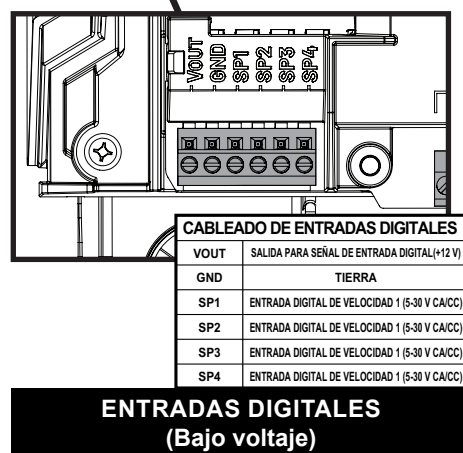 VOUT
GND
SP1
SP2
SP3
SP4
CABLEADO DE ENTRADAS DIGITALES
VOUT SALIDA PARA SEÑAL DE ENTRADA DIGITAL(+12 V)
GND TIERRA
SP1 ENTRADA DIGITAL DE VELOCIDAD 1 (5-30 V CA/CC)
SP2 ENTRADA DIGITAL DE VELOCIDAD 1 (5-30 V CA/CC)
SP3 ENTRADA DIGITAL DE VELOCIDAD 1 (5-30 V CA/CC)
SP4 ENTRADA DIGITAL DE VELOCIDAD 1 (5-30 V CA/CC)
ENTRADAS DIGITALES
(Bajo voltaje)